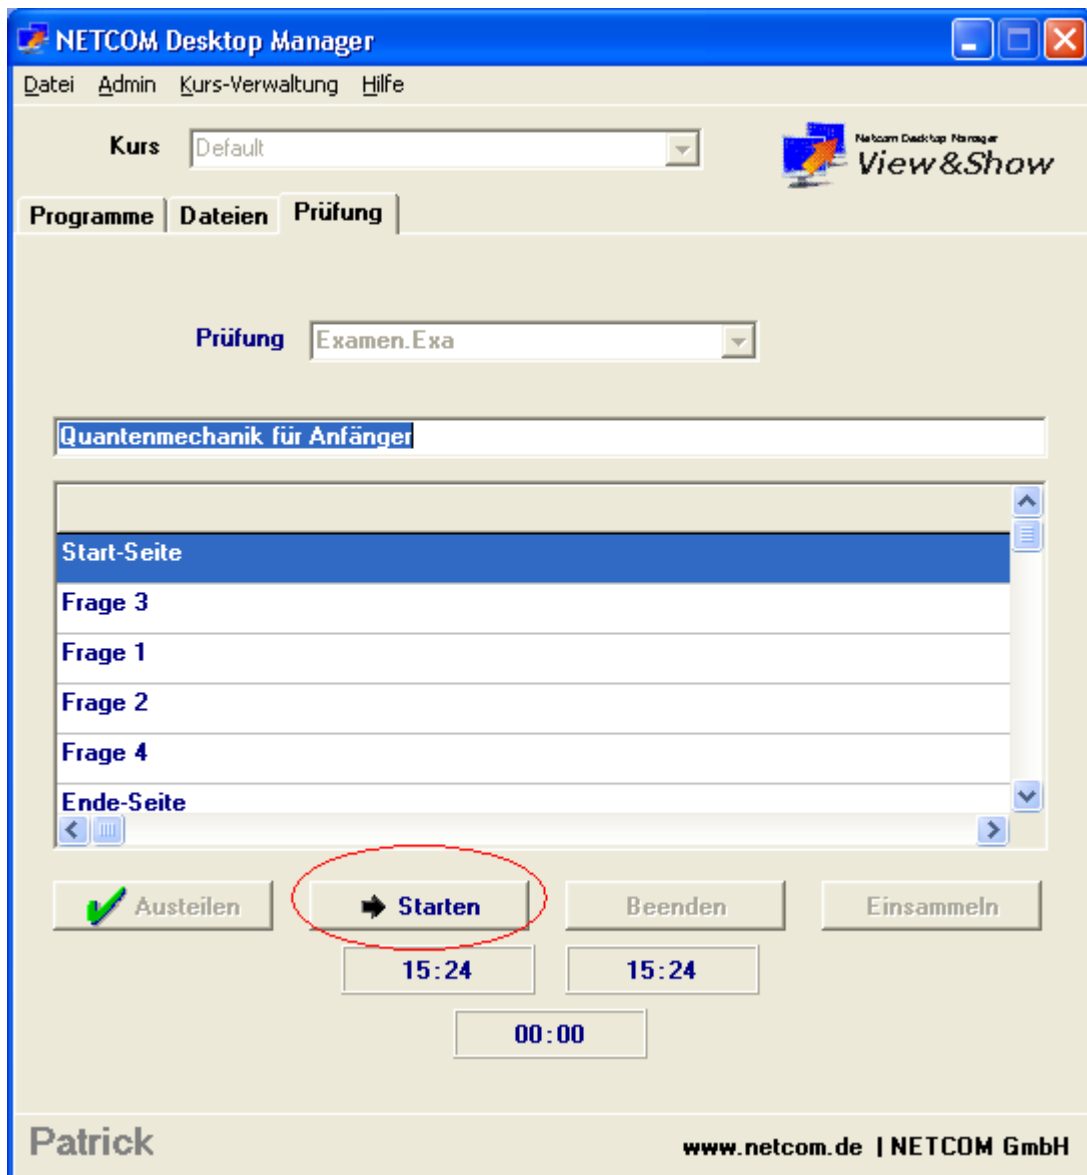 NETCOM Desktop Manager
Datei Admin Kurs-Verwaltung Hilfe
Kurs Default
Netcom Desktop Manager
View&Show
Programme Dateien Prüfung
Prüfung Examen.Exa
Quantenmechanik für Anfänger
Start-Seite
Frage 3
Frage 1
Frage 2
Frage 4
Ende-Seite
Austeilen Starten Beenden Einsammeln
15:24 15:24
00:00
Patrick www.netcom.de | NETCOM GmbH